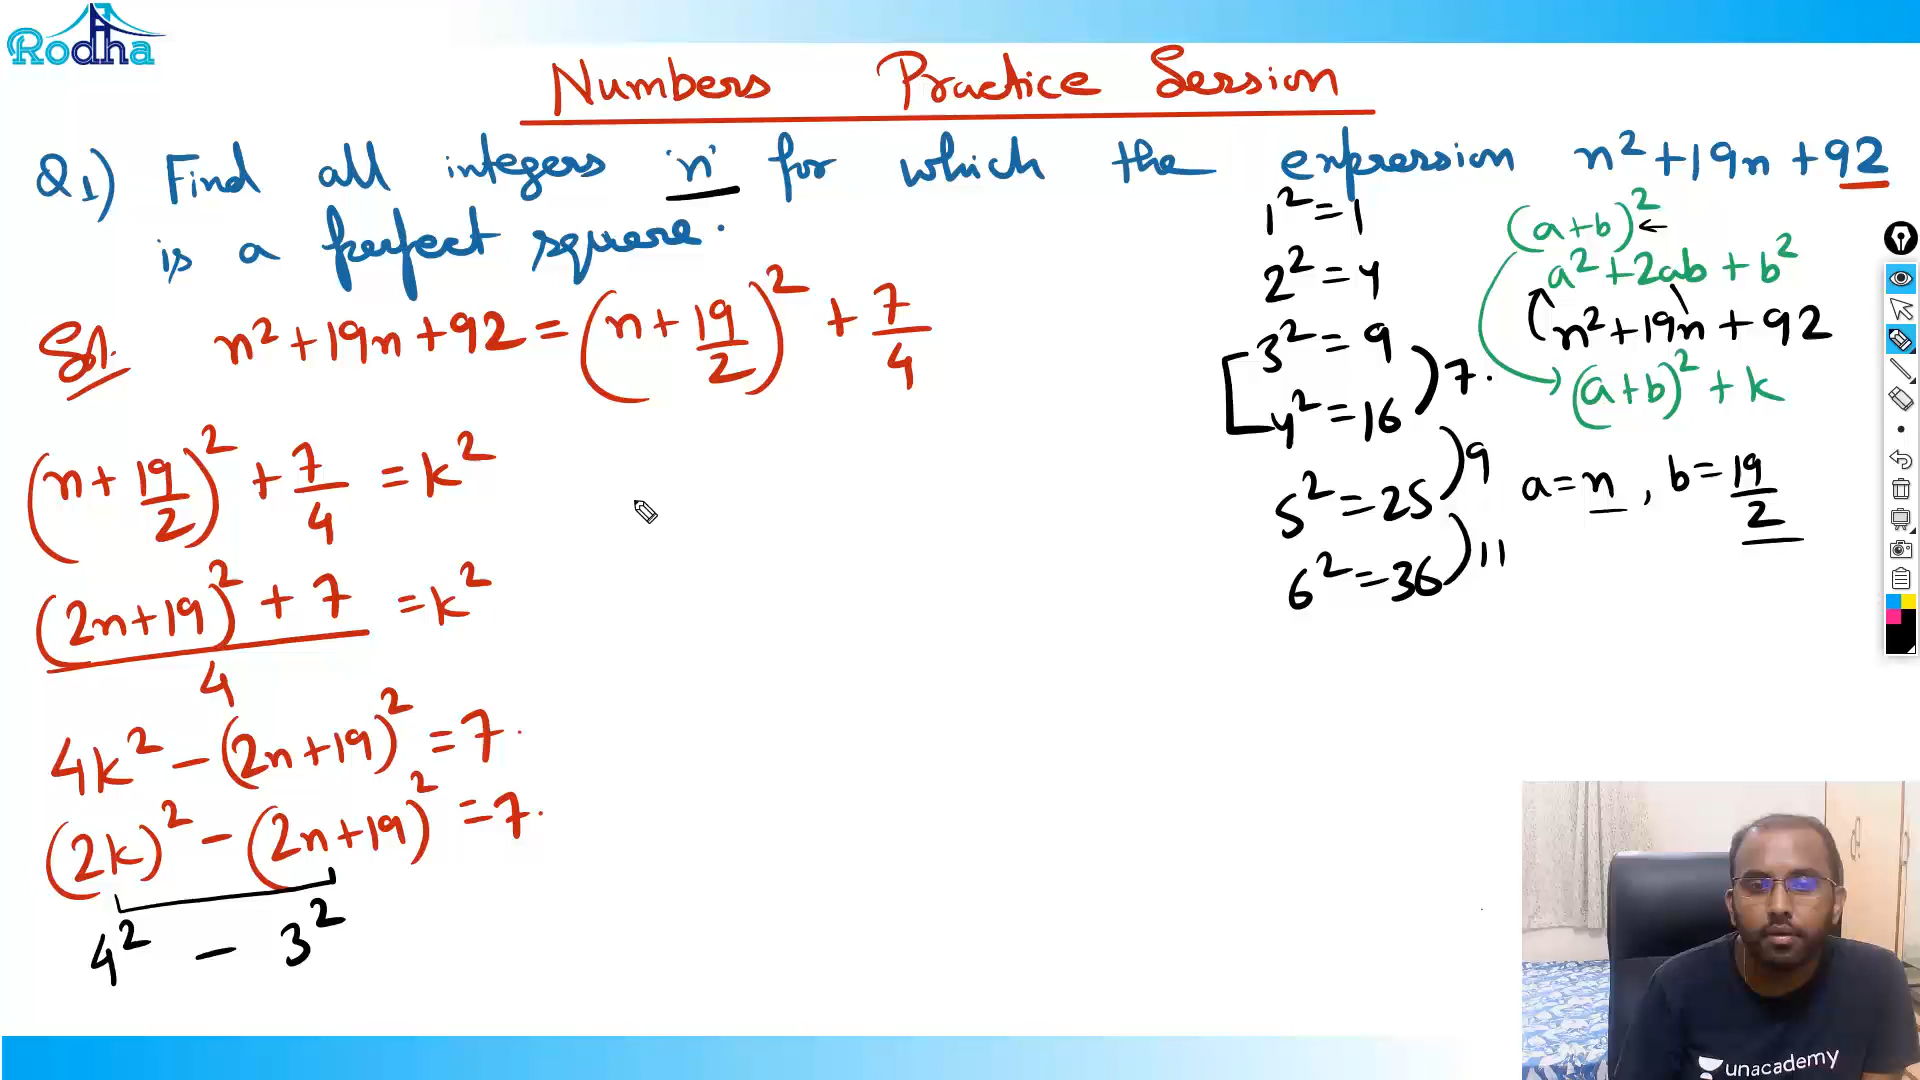 Rodha
Numbers Practice Session
Q1) Find all integers 'n' for which the expression n²+19n+92
is a perfect square.
Sol. n²+19n+92 = (n+19/2)² + 7/4
(n+19/2)² + 7/4 = k²
((2n+19)² + 7)/4 = k²
4k² − (2n+19)² = 7.
(2k)² − (2n+19)² = 7.
4² − 3²
1² = 1
2² = 4
3² = 9
4² = 16
7.
5² = 25
9
6² = 36
11
(a+b)² ←
a²+2ab+b²
n²+19n+92
(a+b)²+k
a=n, b=19/2
unacademy